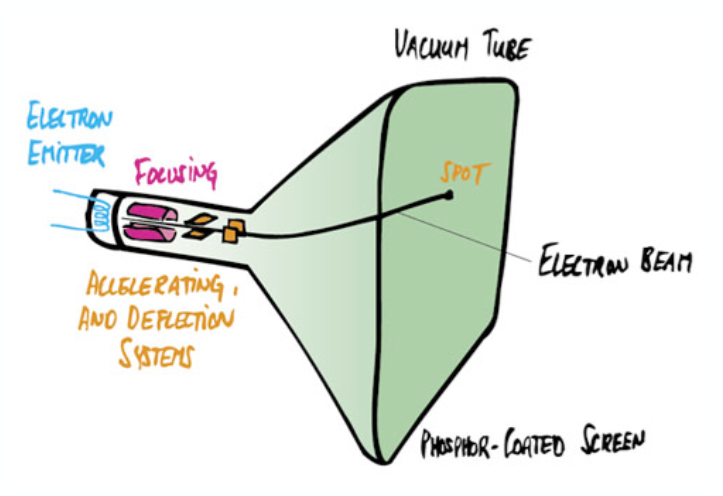 VACUUM TUBE
ELECTRON
EMITTER
FOCUSING
SPOT
ELECTRON BEAM
ACCELERATING,
AND DEFLECTION
SYSTEMS
PHOSPHOR-COATED SCREEN